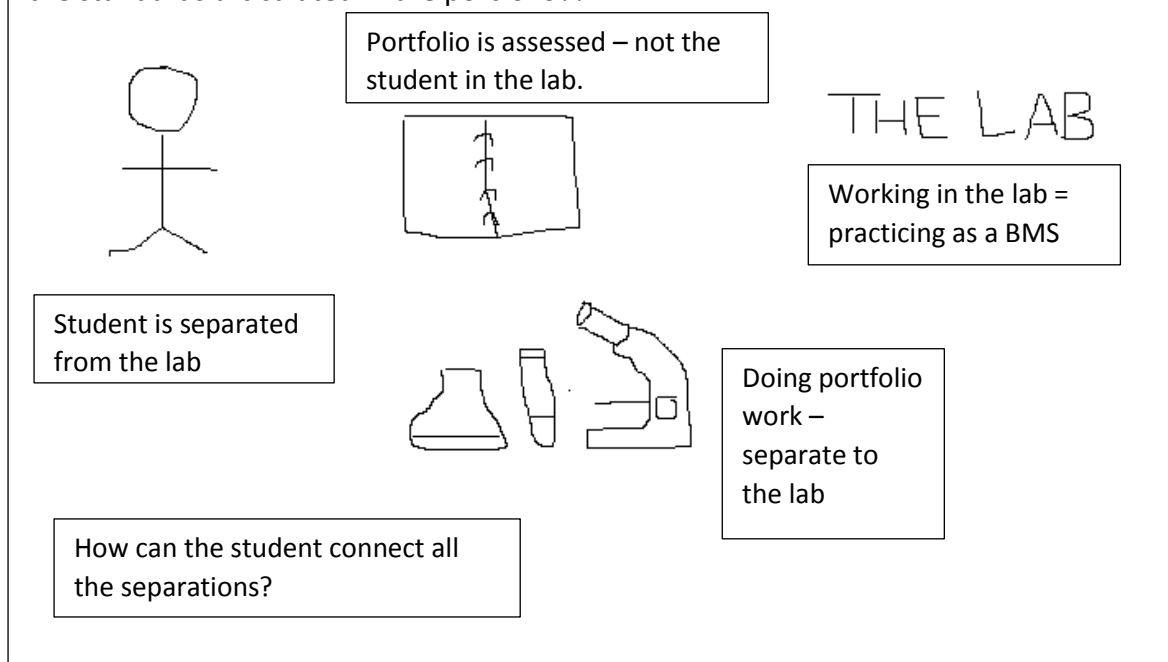 Portfolio is assessed – not the
student in the lab.
THE LAB
Working in the lab =
practicing as a BMS
Student is separated
from the lab
Doing portfolio
work –
separate to
the lab
How can the student connect all
the separations?